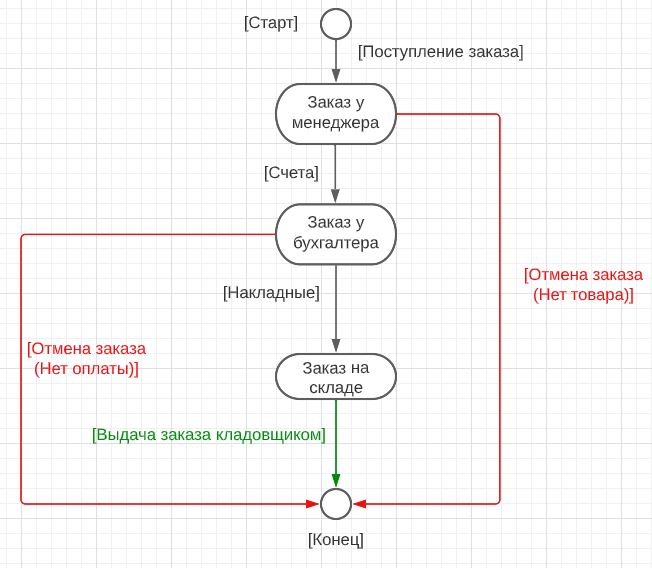 [Старт]
[Поступление заказа]
Заказ у
менеджера
[Счета]
Заказ у
бухгалтера
[Отмена заказа
(Нет товара)]
[Накладные]
[Отмена заказа
(Нет оплаты)]
Заказ на
складе
[Выдача заказа кладовщиком]
[Конец]